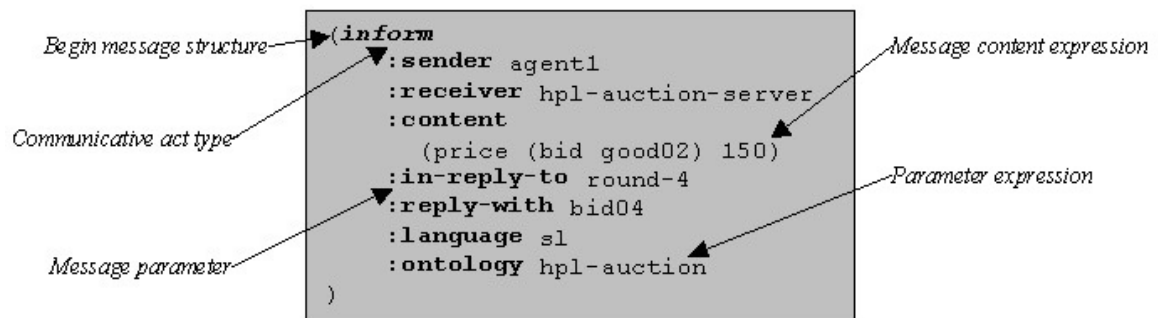 Begin message structure
Communicative act type
Message parameter
(inform
:sender agent1
:receiver hpl-auction-server
:content
(price (bid good02) 150)
:in-reply-to round-4
:reply-with bid04
:language sl
:ontology hpl-auction
)
Message content expression
Parameter expression